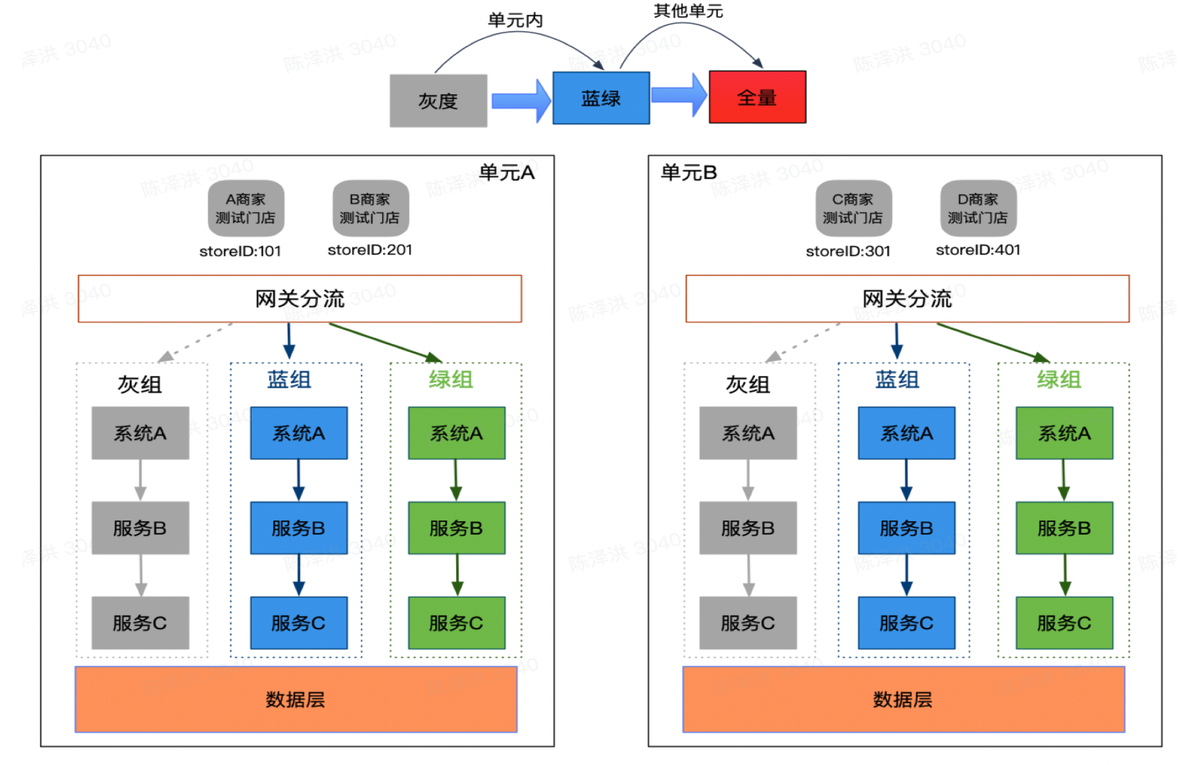 单元内
其他单元
灰度
蓝绿
全量
单元A
A商家
测试门店
storeID:101
B商家
测试门店
storeID:201
网关分流
灰组
蓝组
绿组
系统A
系统A
系统A
服务B
服务B
服务B
服务C
服务C
服务C
数据层
单元B
C商家
测试门店
storeID:301
D商家
测试门店
storeID:401
网关分流
灰组
蓝组
绿组
系统A
系统A
系统A
服务B
服务B
服务B
服务C
服务C
服务C
数据层
陈泽洪 3040